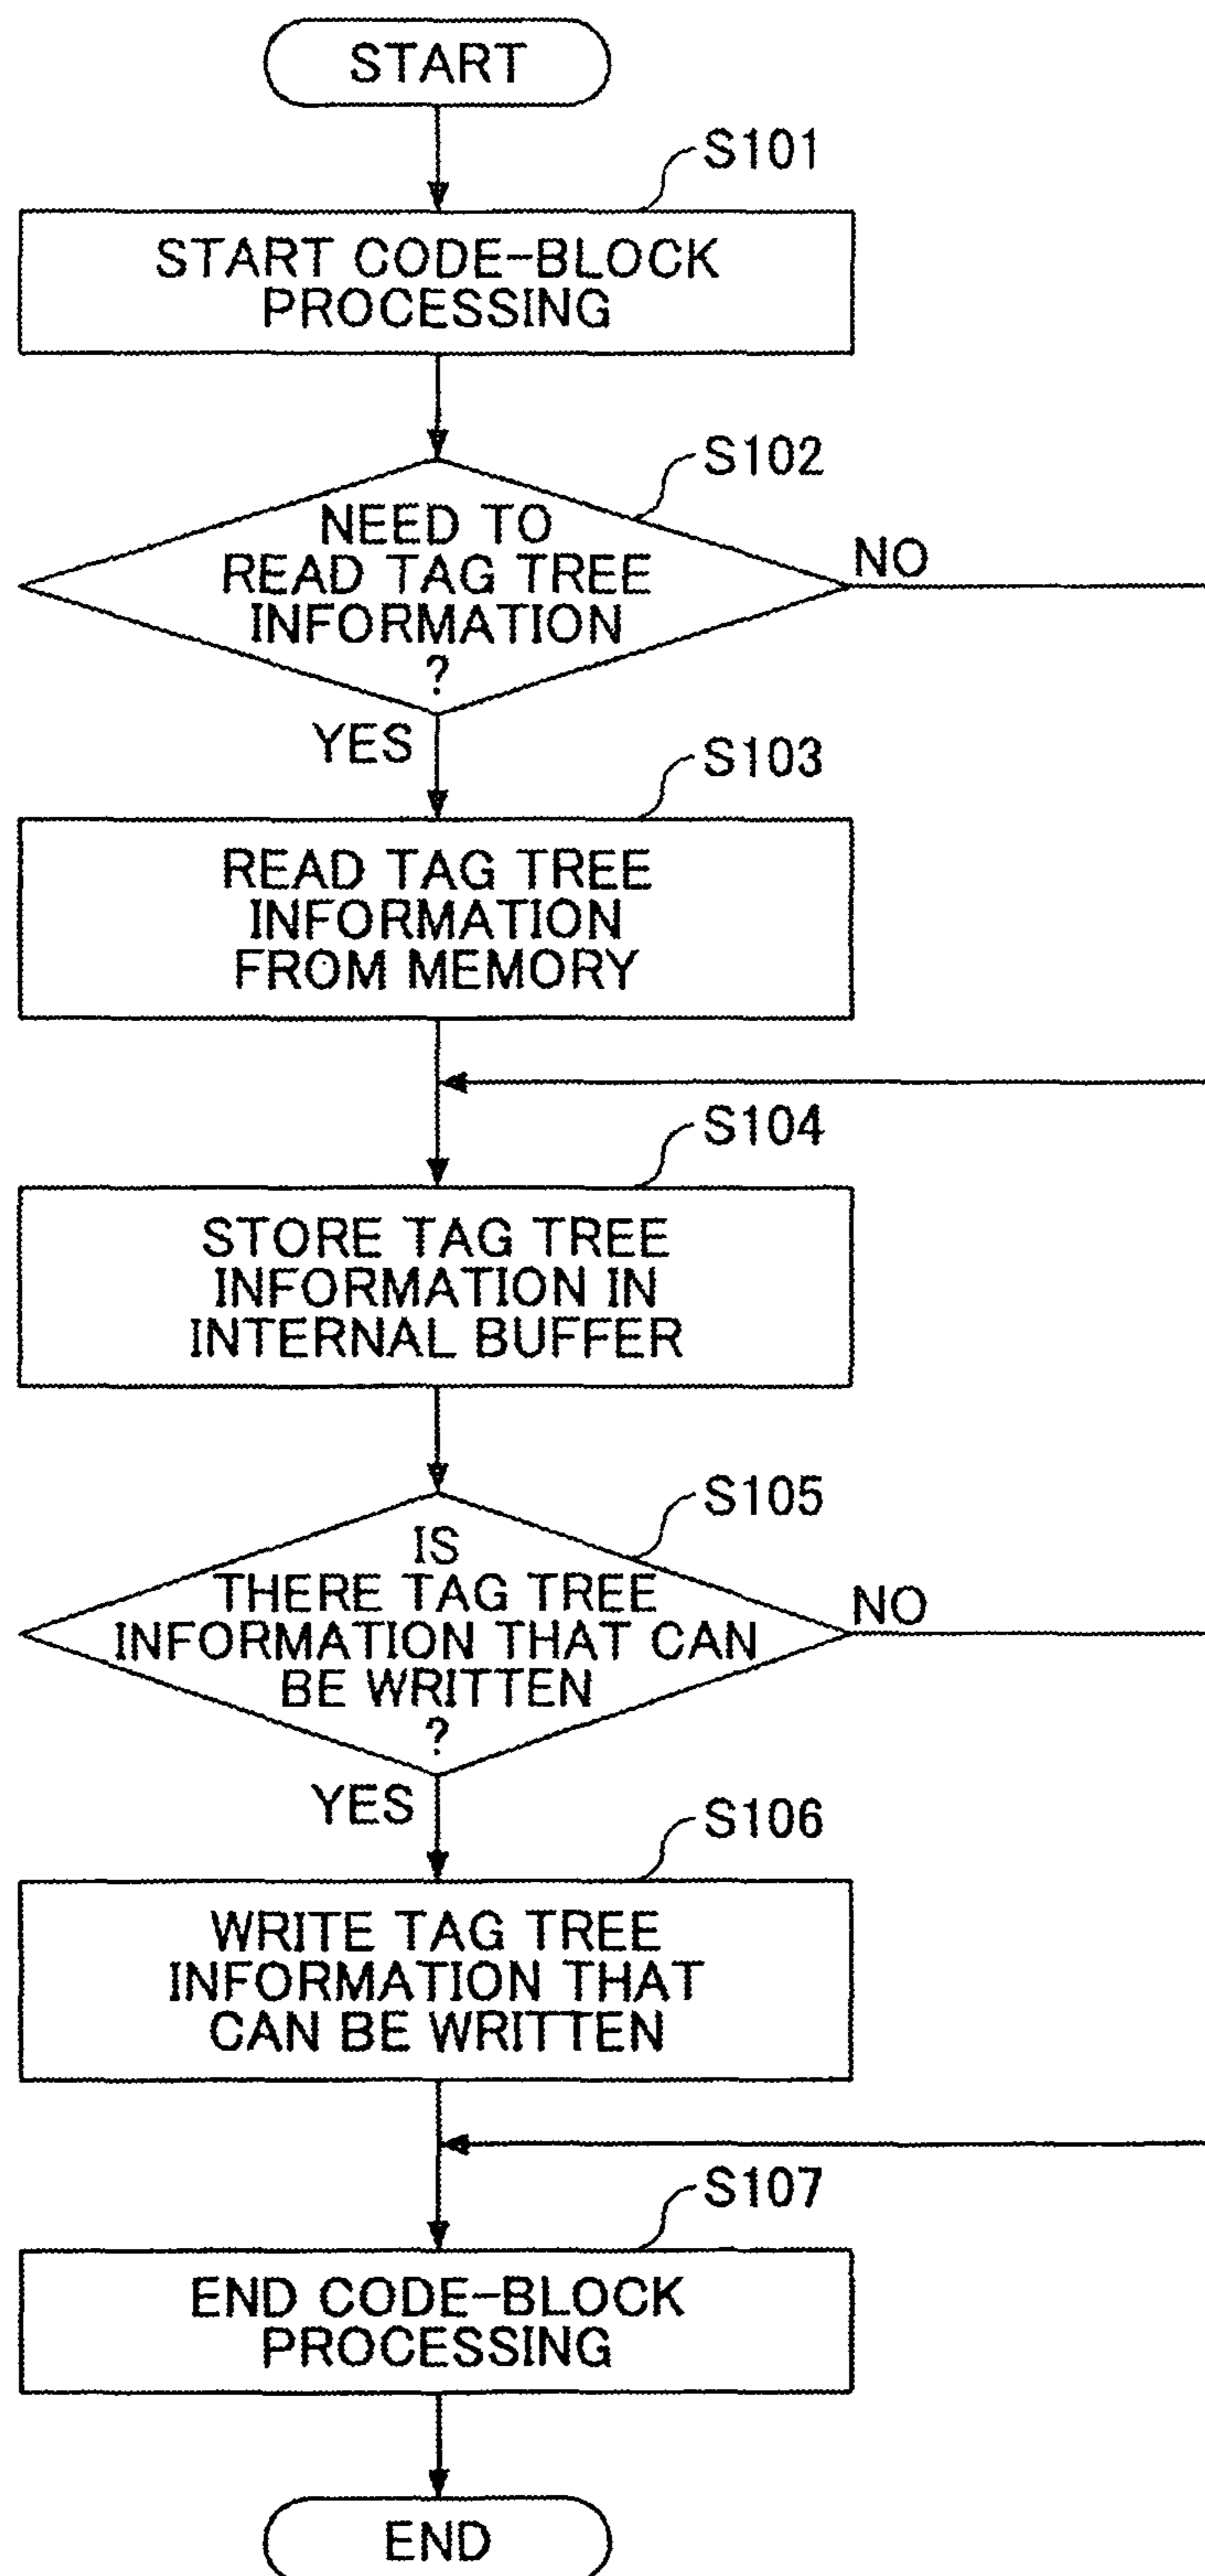 START
S101
START CODE-BLOCK
PROCESSING
S102
NEED TO
READ TAG TREE
INFORMATION
?
NO
YES
S103
READ TAG TREE
INFORMATION
FROM MEMORY
S104
STORE TAG TREE
INFORMATION IN
INTERNAL BUFFER
S105
IS
THERE TAG TREE
INFORMATION THAT CAN
BE WRITTEN
?
NO
YES
S106
WRITE TAG TREE
INFORMATION THAT
CAN BE WRITTEN
S107
END CODE-BLOCK
PROCESSING
END